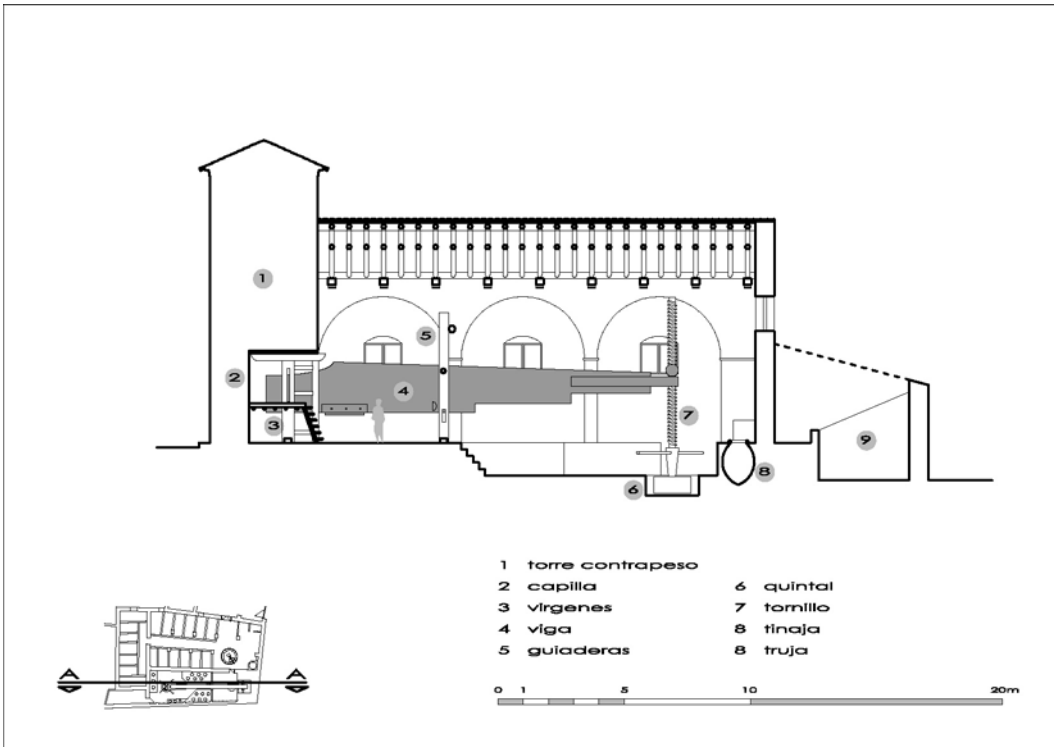 1
2
5
4
3
7
9
6
8
1 torre contrapeso
2 capilla
3 vírgenes
4 viga
5 guiaderas
6 quintal
7 tornillo
8 tinaja
8 truja
A A
0 1 5 10 20m